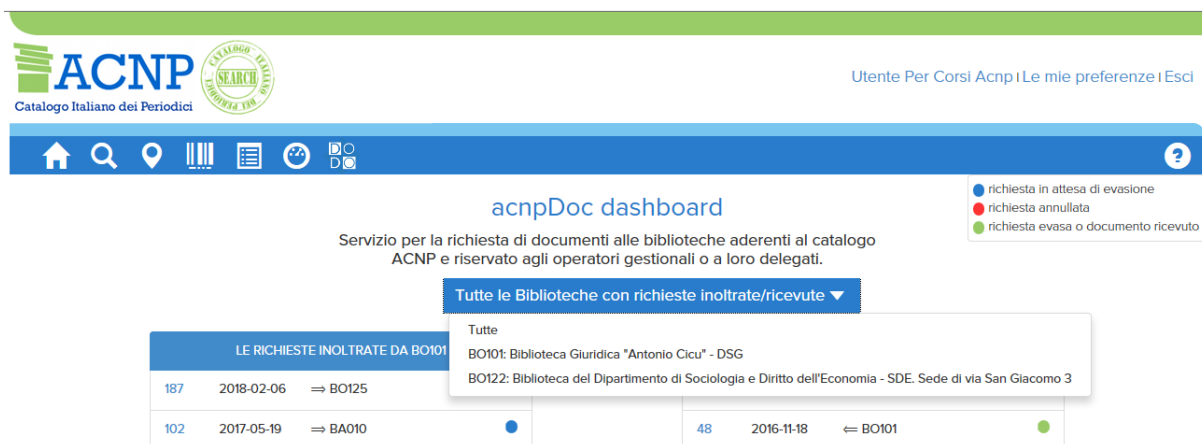 ACNP
Catalogo Italiano dei Periodici
CATALOGO ITALIANO DEI PERIODICI
SEARCH
Utente Per Corsi Acnp | Le mie preferenze | Esci
DO
DO
?
richiesta in attesa di evasione
richiesta annullata
richiesta evasa o documento ricevuto
acnpDoc dashboard
Servizio per la richiesta di documenti alle biblioteche aderenti al catalogo
ACNP e riservato agli operatori gestionali o a loro delegati.
Tutte le Biblioteche con richieste inoltrate/ricevute ▼
Tutte
BO101: Biblioteca Giuridica "Antonio Cicu" - DSG
BO122: Biblioteca del Dipartimento di Sociologia e Diritto dell'Economia - SDE. Sede di via San Giacomo 3
LE RICHIESTE INOLTRATE DA BO101
187 2018-02-06 ⇒ BO125
102 2017-05-19 ⇒ BA010
48 2016-11-18 ⇐ BO101